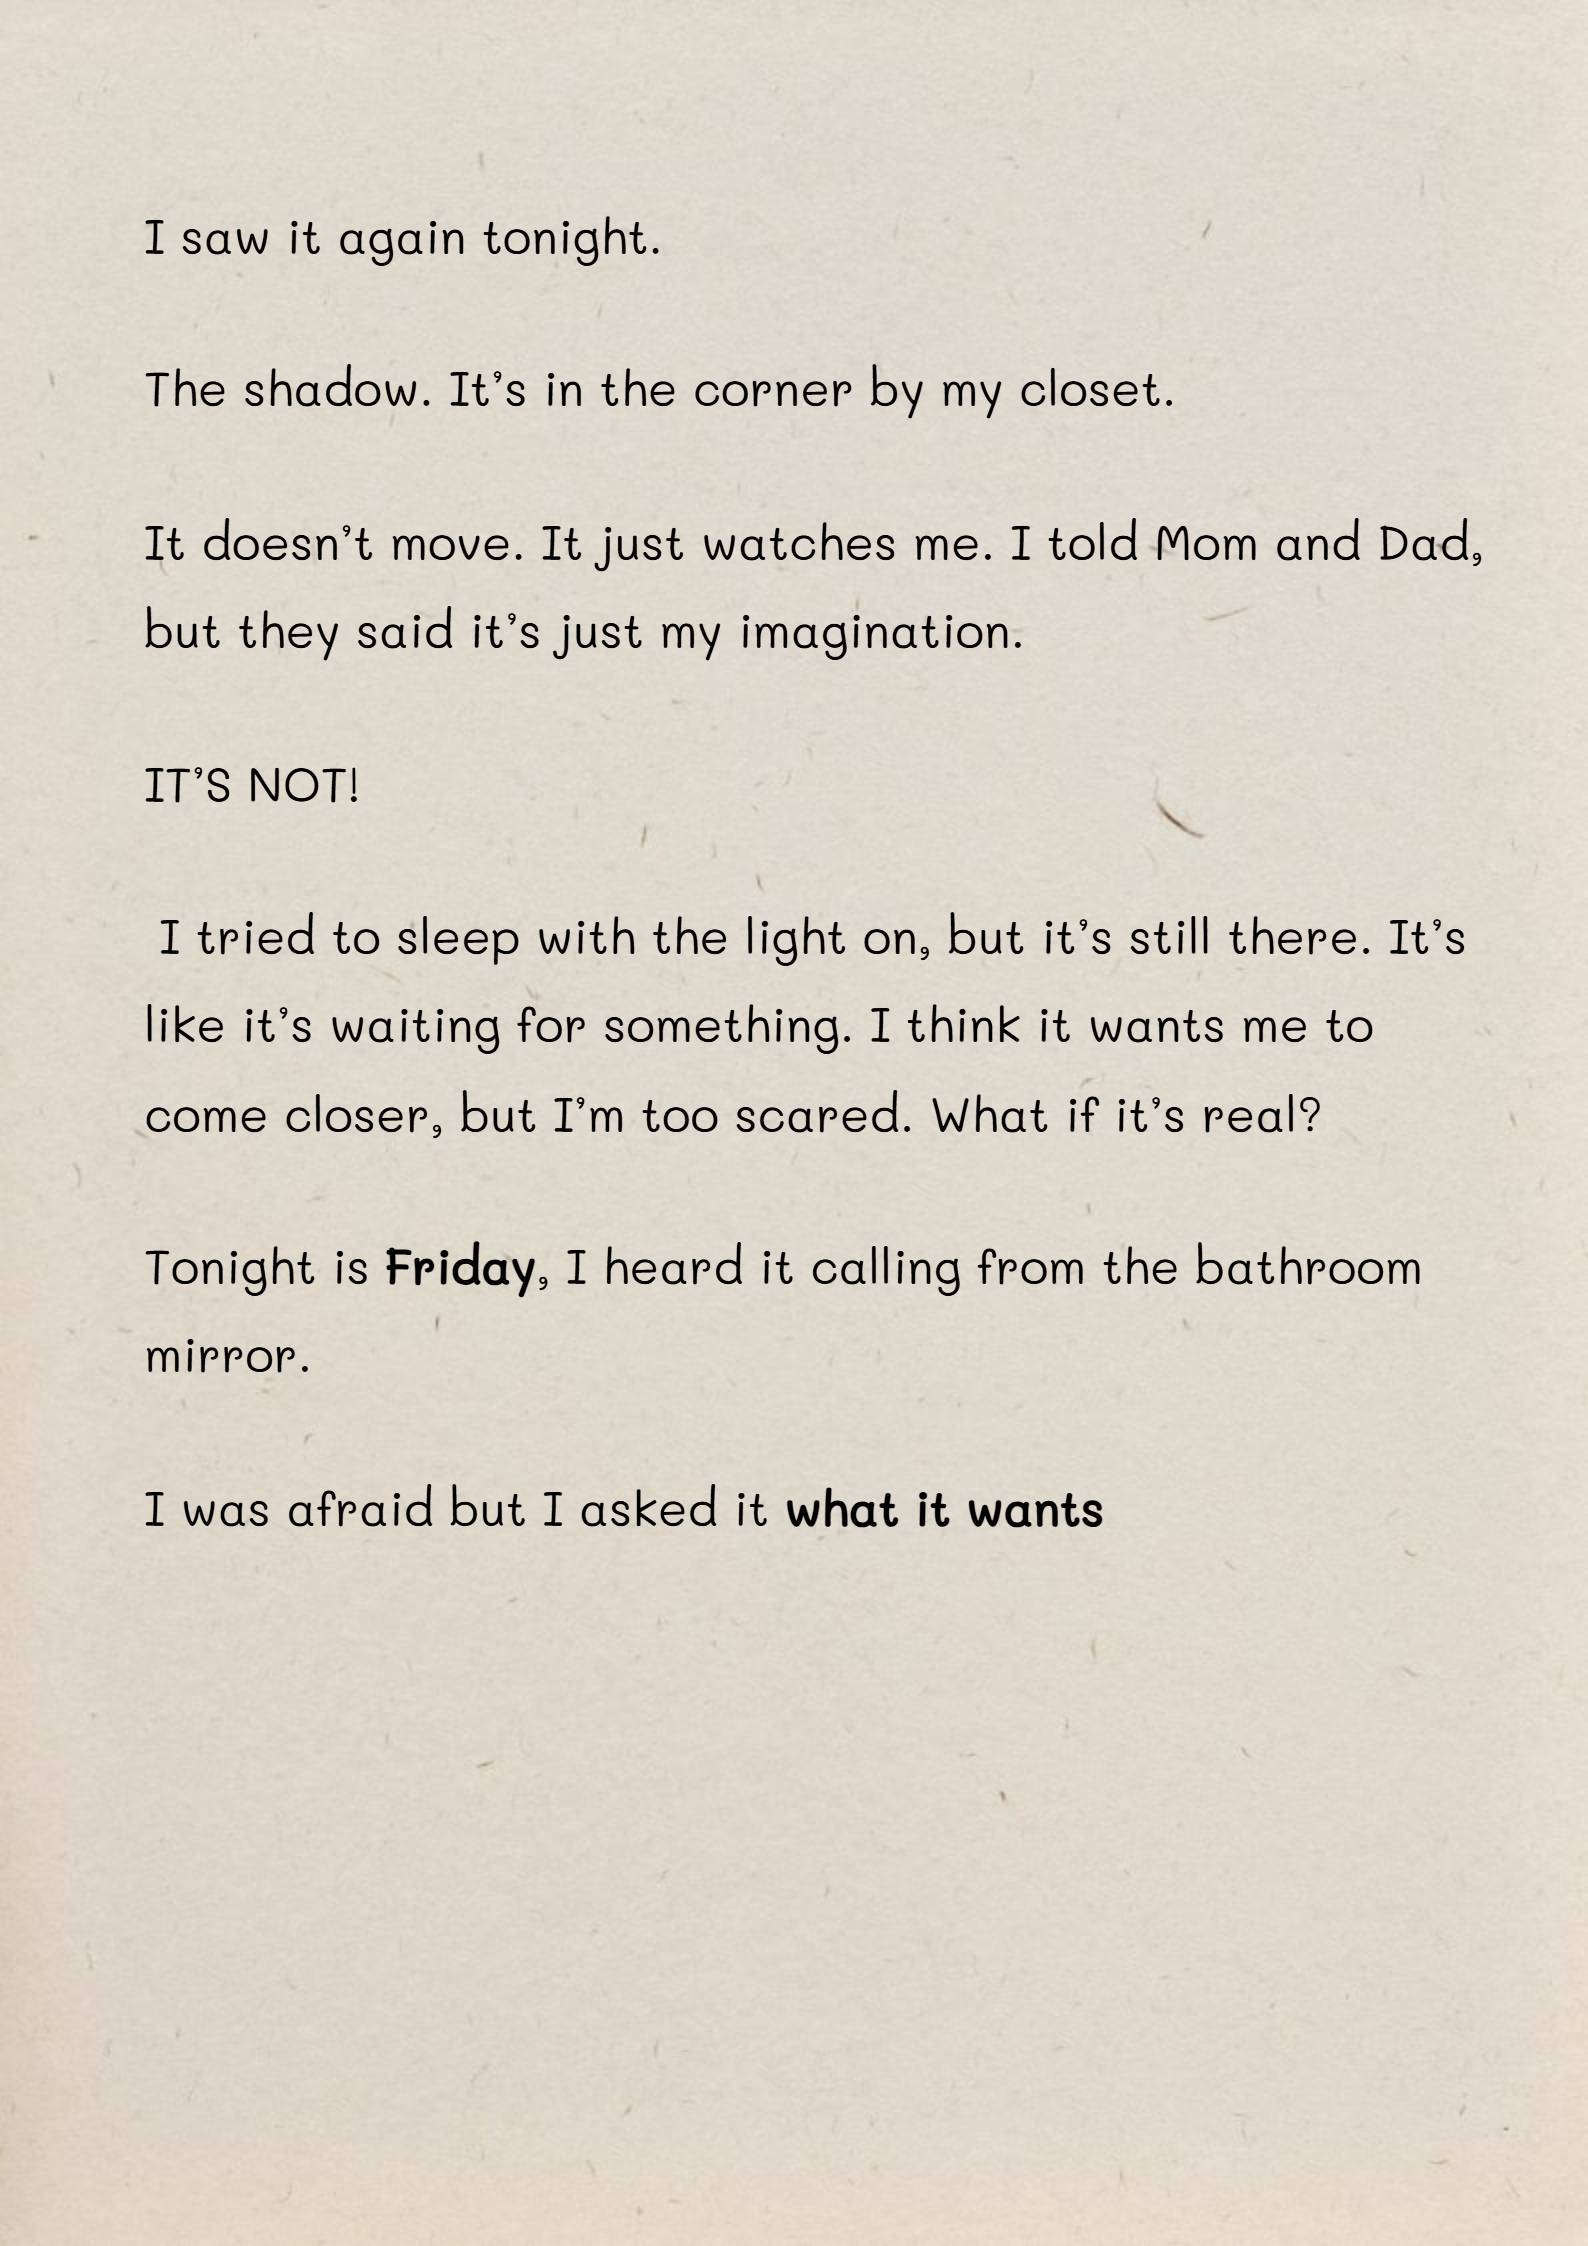 I saw it again tonight.
The shadow. It's in the corner by my closet.
It doesn't move. It just watches me. I told Mom and Dad,
but they said it's just my imagination.
IT'S NOT!
I tried to sleep with the light on, but it's still there. It's
like it's waiting for something. I think it wants me to
come closer, but I'm too scared. What if it's real?
Tonight is Friday, I heard it calling from the bathroom
mirror.
I was afraid but I asked it what it wants